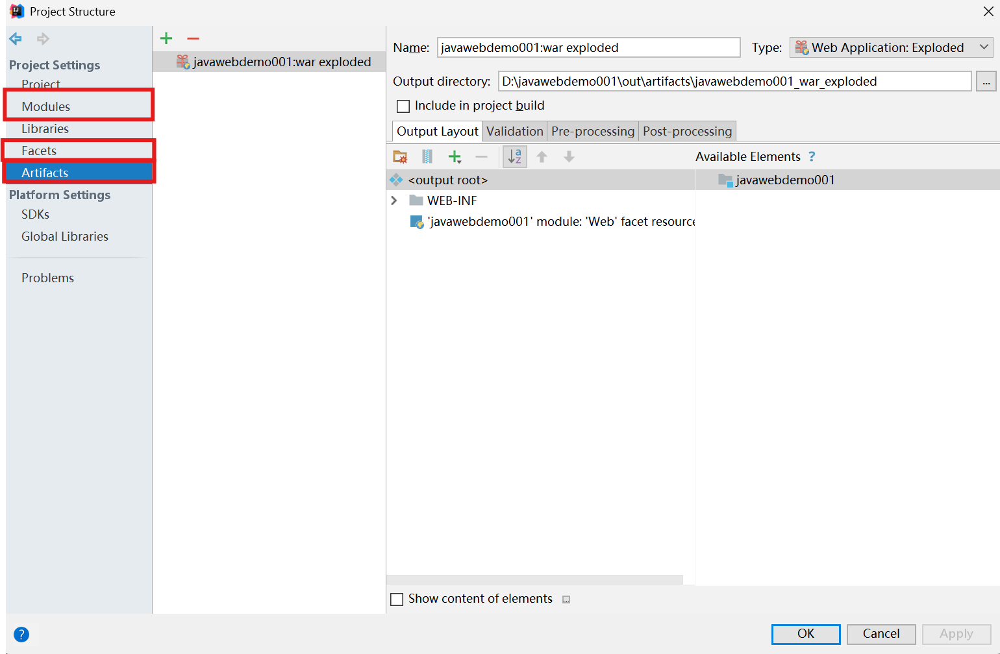 Project Structure
Project Settings
Project
Modules
Libraries
Facets
Artifacts
Platform Settings
SDKs
Global Libraries
Problems
javawebdemo001:war exploded
Name: javawebdemo001:war exploded Type: Web Application: Exploded
Output directory: D:\javawebdemo001\out\artifacts\javawebdemo001_war_exploded ...
Include in project build
Output Layout Validation Pre-processing Post-processing
Available Elements ?
<output root>
WEB-INF
'javawebdemo001' module: 'Web' facet resource
javawebdemo001
Show content of elements ...
? OK Cancel Apply